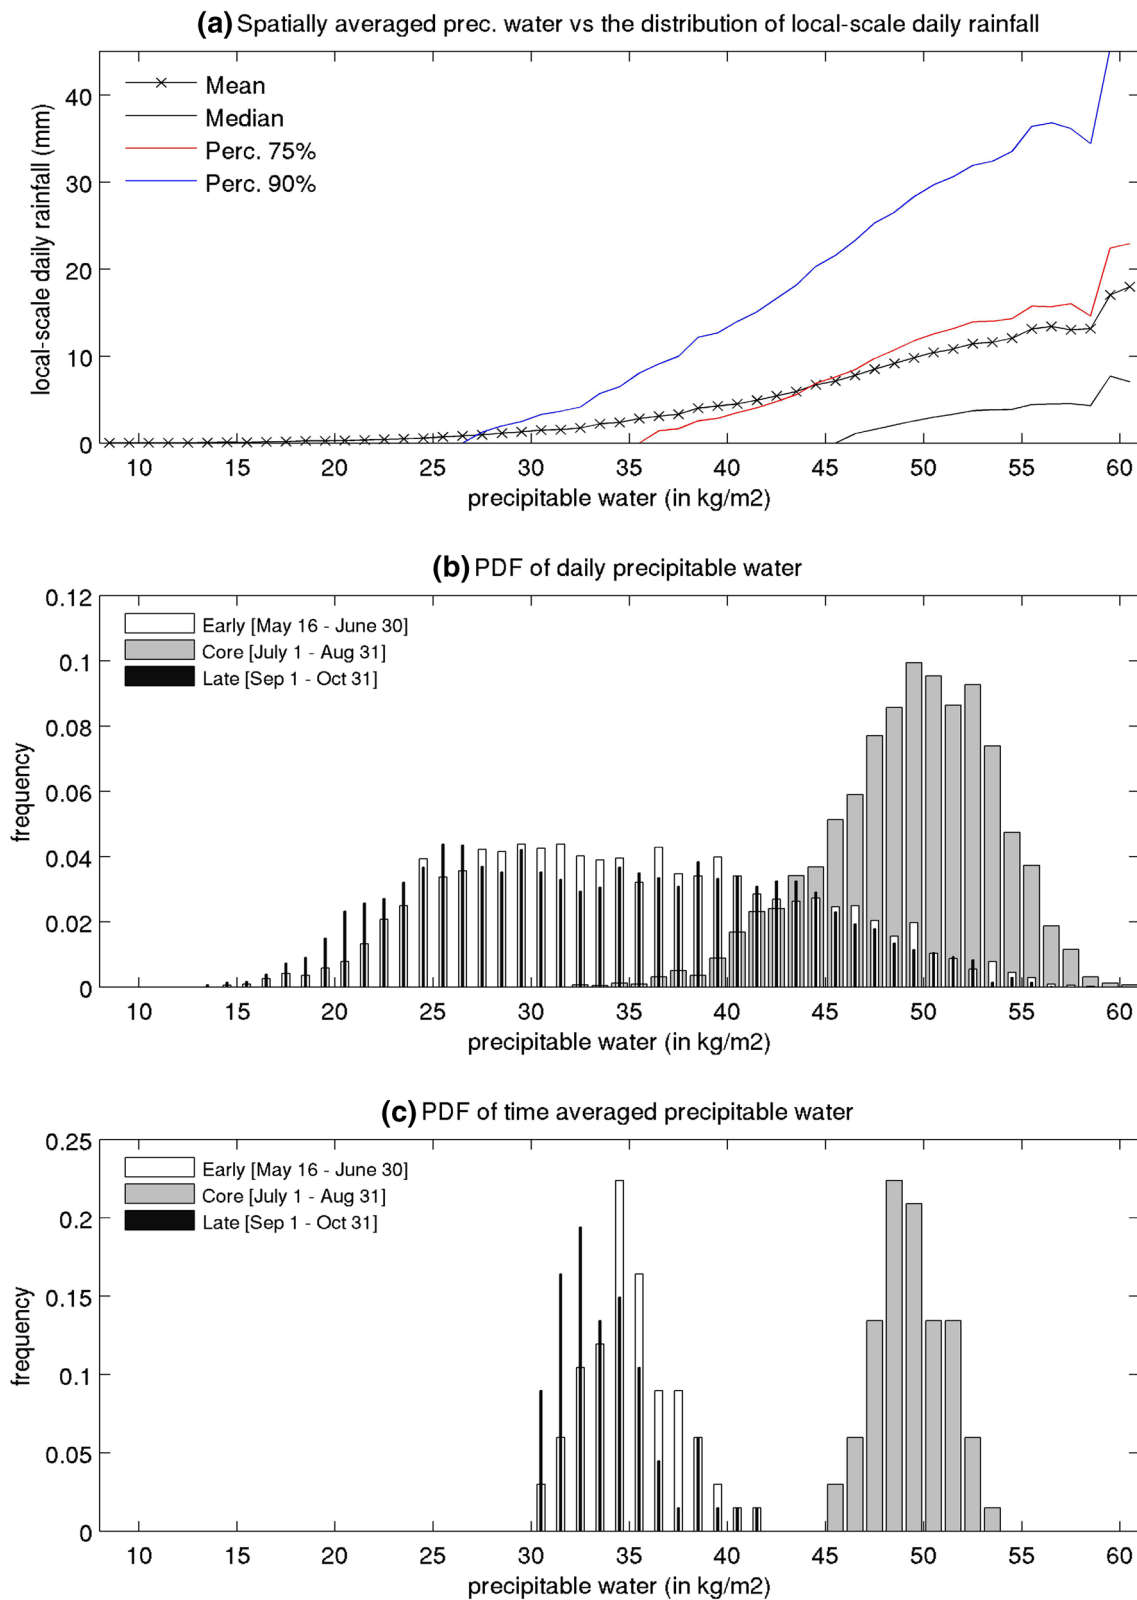 (a) Spatially averaged prec. water vs the distribution of local-scale daily rainfall
local-scale daily rainfall (mm)
40
30
20
10
0
Mean
Median
Perc. 75%
Perc. 90%
10 15 20 25 30 35 40 45 50 55 60
precipitable water (in kg/m2)
(b) PDF of daily precipitable water
frequency
0.12
0.1
0.08
0.06
0.04
0.02
0
Early [May 16 - June 30]
Core [July 1 - Aug 31]
Late [Sep 1 - Oct 31]
10 15 20 25 30 35 40 45 50 55 60
precipitable water (in kg/m2)
(c) PDF of time averaged precipitable water
frequency
0.25
0.2
0.15
0.1
0.05
0
Early [May 16 - June 30]
Core [July 1 - Aug 31]
Late [Sep 1 - Oct 31]
10 15 20 25 30 35 40 45 50 55 60
precipitable water (in kg/m2)